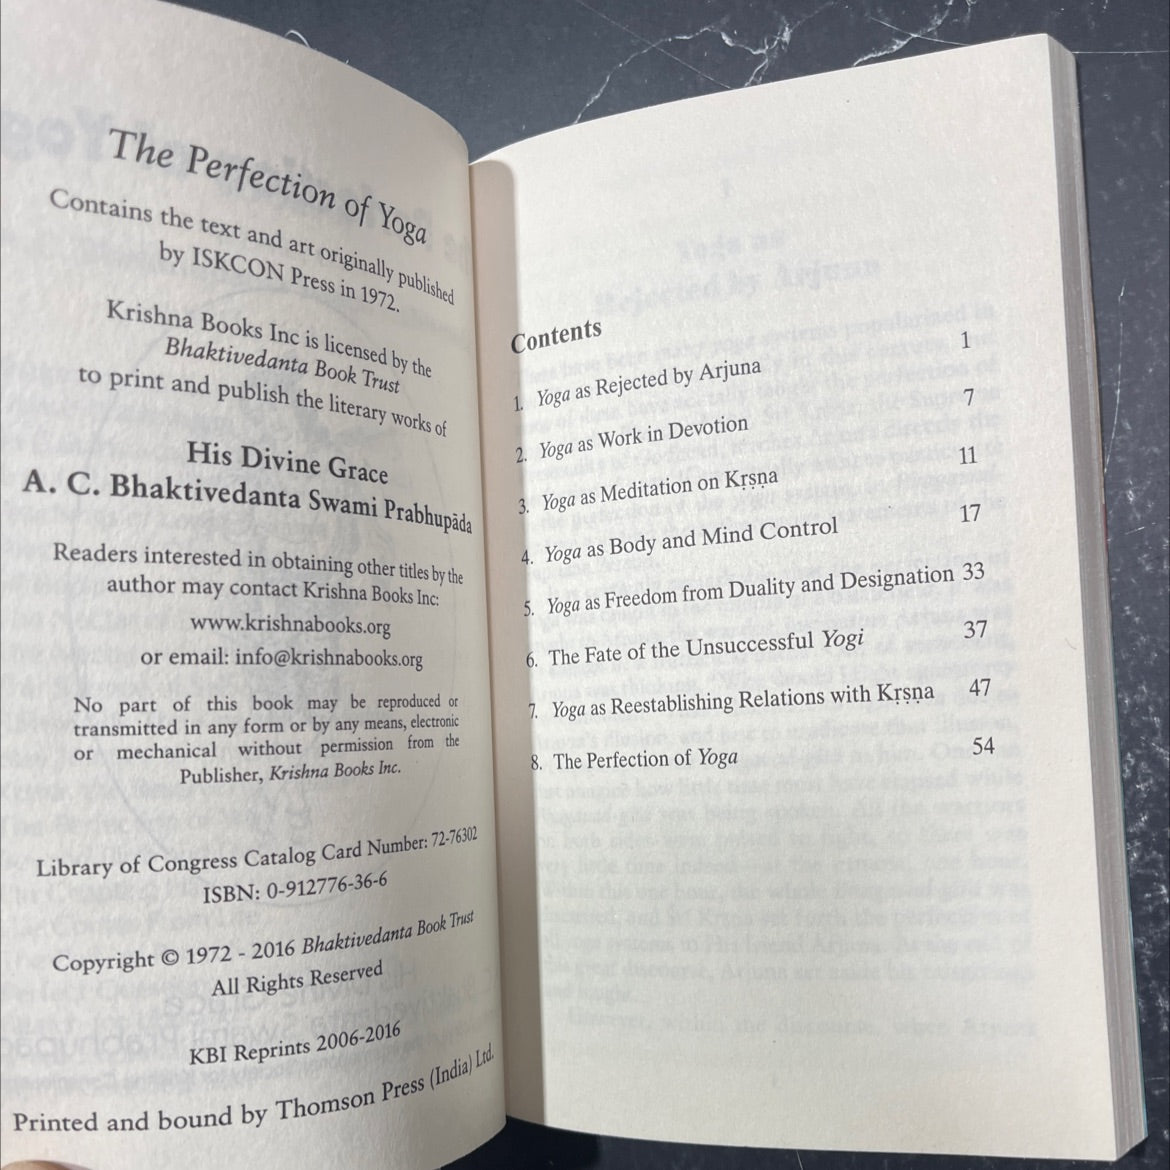 The Perfection of Yoga
Contains the text and art originally published
by ISKCON Press in 1972.
Krishna Books Inc is licensed by the
Bhaktivedanta Book Trust
to print and publish the literary works of
His Divine Grace
A. C. Bhaktivedanta Swami Prabhupāda
Readers interested in obtaining other titles by the
author may contact Krishna Books Inc:
www.krishnabooks.org
or email: info@krishnabooks.org
No part of this book may be reproduced or
transmitted in any form or by any means, electronic
or mechanical without permission from the
Publisher, Krishna Books Inc.
Library of Congress Catalog Card Number: 72-76302
ISBN: 0-912776-36-6
Copyright © 1972 - 2016 Bhaktivedanta Book Trust
All Rights Reserved
KBI Reprints 2006-2016
Printed and bound by Thomson Press (India) Ltd.
Contents
1. Yoga as Rejected by Arjuna 1
2. Yoga as Work in Devotion 7
3. Yoga as Meditation on Kṛṣṇa 11
4. Yoga as Body and Mind Control 17
5. Yoga as Freedom from Duality and Designation 33
6. The Fate of the Unsuccessful Yogi 37
7. Yoga as Reestablishing Relations with Kṛṣṇa 47
8. The Perfection of Yoga 54